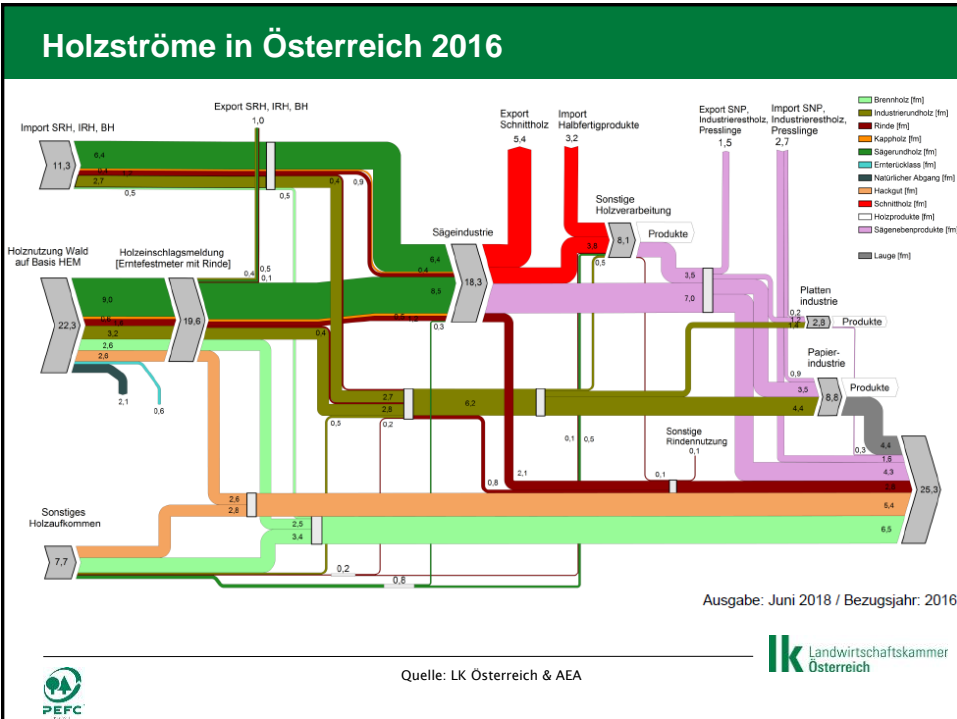 Holzströme in Österreich 2016
Export SRH, IRH, BH
1,0
Import SRH, IRH, BH
11,3
6,4
2,7
0,5
0,5
0,4
0,9
Export
Schnittholz
5,4
Import
Halbfertigprodukte
3,2
Export SNP,
Industrierestholz,
Presslinge
1,5
Import SNP,
Industrierestholz,
Presslinge
2,7
Brennholz [fm]
Industrierundholz [fm]
Rinde [fm]
Kappholz [fm]
Sägerundholz [fm]
Ernterücklass [fm]
Natürlicher Abgang [fm]
Hackgut [fm]
Schnittholz [fm]
Holzprodukte [fm]
Sägenebenprodukte [fm]
Lauge [fm]
Sonstige
Holzverarbeitung
3,8
8,1
Produkte
0,5
Sägeindustrie
6,4
0,4
8,5
18,3
0,3
3,5
7,0
Holznutzung Wald
auf Basis HEM
22,3
9,0
3,2
2,6
2,6
2,1
0,6
Holzeinschlagsmeldung
[Erntefestmeter mit Rinde]
19,6
0,4
0,5
0,1
0,4
Platten
industrie
0,2
1,2
1,4
2,8
Produkte
Papier-
industrie
0,9
3,5
4,4
8,8
Produkte
2,7
2,8
6,2
0,5
0,2
0,1
0,5
Sonstige
Rindennutzung
0,1
0,1
2,1
0,8
0,3
4,4
1,6
4,3
5,4
6,5
25,3
2,6
2,8
2,5
3,4
Sonstiges
Holzaufkommen
7,7
0,2
0,8
Ausgabe: Juni 2018 / Bezugsjahr: 2016
Quelle: LK Österreich & AEA
lk Landwirtschaftskammer
Österreich
PEFC